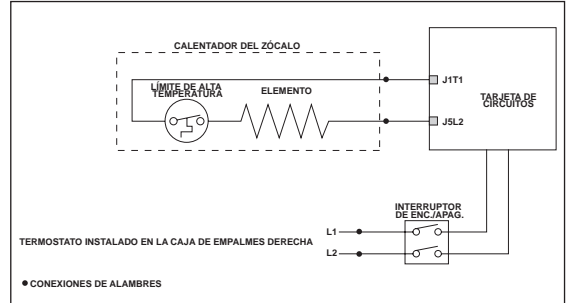 CALENTADOR DEL ZÓCALO
LÍMITE DE ALTA
TEMPERATURA
ELEMENTO
J1T1
TARJETA DE
CIRCUITOS
J5L2
INTERRUPTOR
DE ENC./APAG.
L1
TERMOSTATO INSTALADO EN LA CAJA DE EMPALMES DERECHA
L2
● CONEXIONES DE ALAMBRES